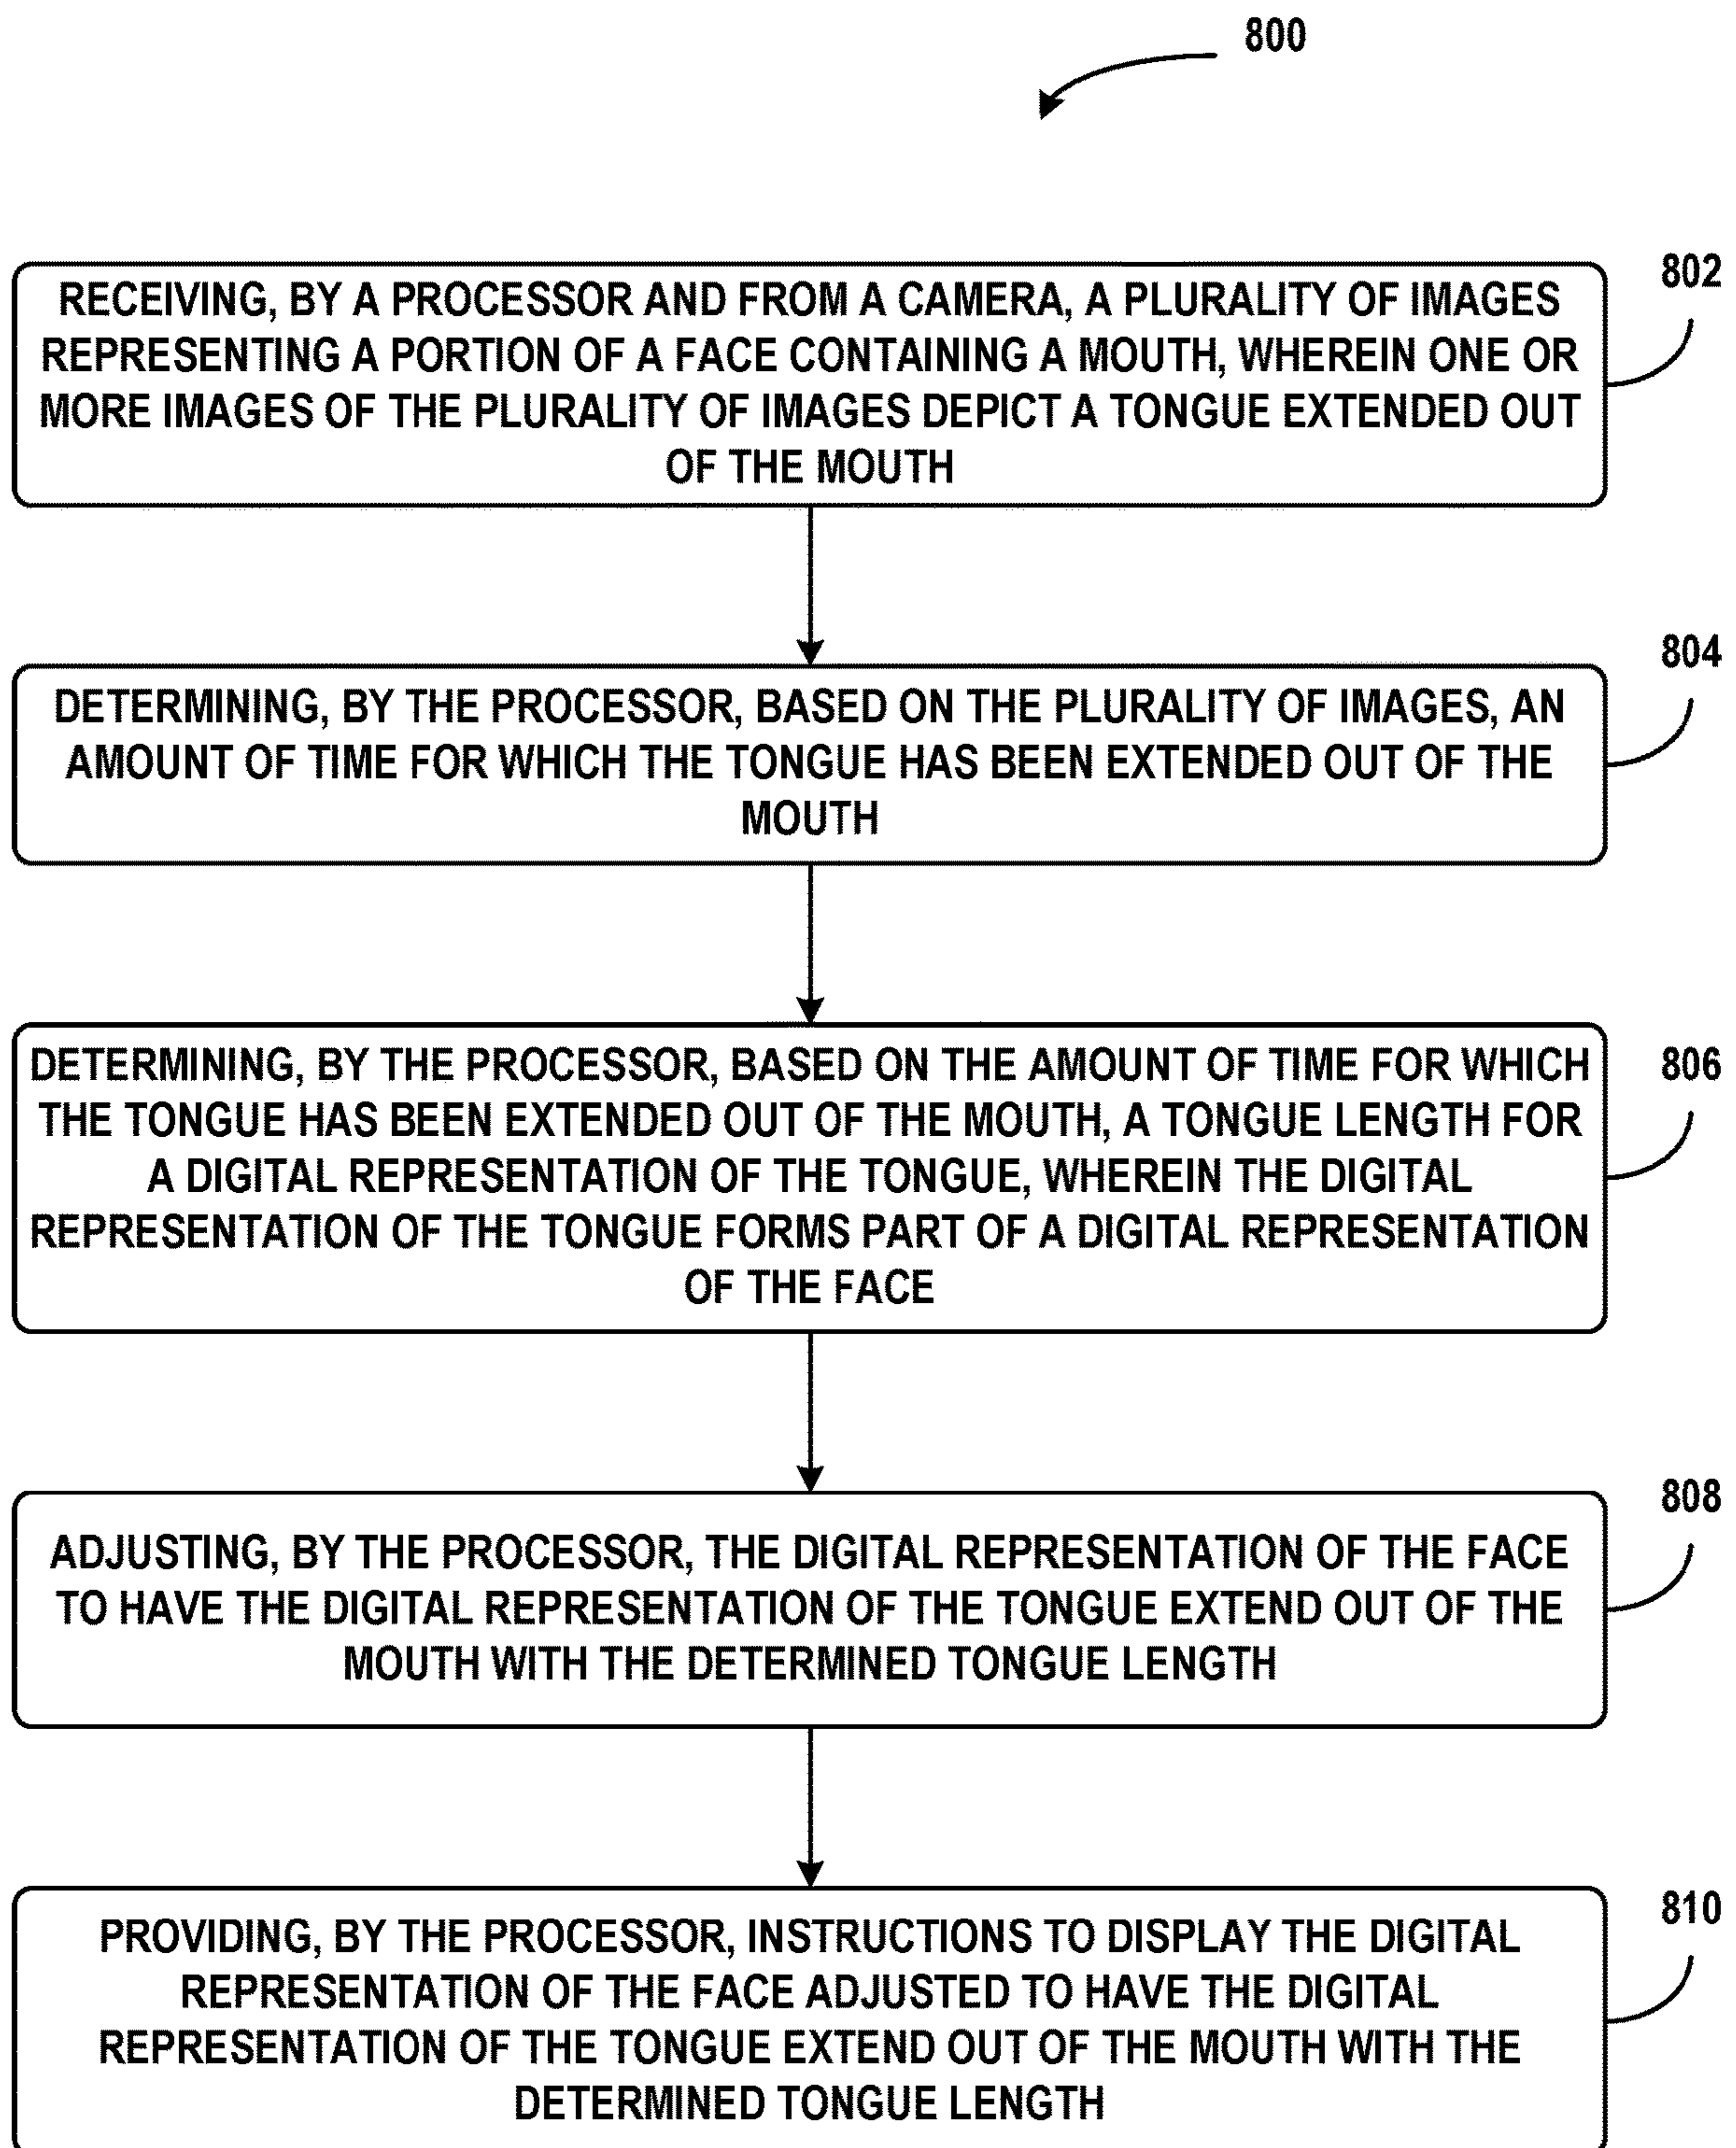 800
802
RECEIVING, BY A PROCESSOR AND FROM A CAMERA, A PLURALITY OF IMAGES
REPRESENTING A PORTION OF A FACE CONTAINING A MOUTH, WHEREIN ONE OR
MORE IMAGES OF THE PLURALITY OF IMAGES DEPICT A TONGUE EXTENDED OUT
OF THE MOUTH
804
DETERMINING, BY THE PROCESSOR, BASED ON THE PLURALITY OF IMAGES, AN
AMOUNT OF TIME FOR WHICH THE TONGUE HAS BEEN EXTENDED OUT OF THE
MOUTH
806
DETERMINING, BY THE PROCESSOR, BASED ON THE AMOUNT OF TIME FOR WHICH
THE TONGUE HAS BEEN EXTENDED OUT OF THE MOUTH, A TONGUE LENGTH FOR
A DIGITAL REPRESENTATION OF THE TONGUE, WHEREIN THE DIGITAL
REPRESENTATION OF THE TONGUE FORMS PART OF A DIGITAL REPRESENTATION
OF THE FACE
808
ADJUSTING, BY THE PROCESSOR, THE DIGITAL REPRESENTATION OF THE FACE
TO HAVE THE DIGITAL REPRESENTATION OF THE TONGUE EXTEND OUT OF THE
MOUTH WITH THE DETERMINED TONGUE LENGTH
810
PROVIDING, BY THE PROCESSOR, INSTRUCTIONS TO DISPLAY THE DIGITAL
REPRESENTATION OF THE FACE ADJUSTED TO HAVE THE DIGITAL
REPRESENTATION OF THE TONGUE EXTEND OUT OF THE MOUTH WITH THE
DETERMINED TONGUE LENGTH